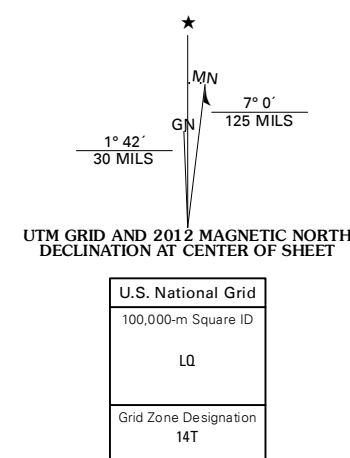 ★
MN
7° 0´
125 MILS
GN
1° 42´
30 MILS
UTM GRID AND 2012 MAGNETIC NORTH
DECLINATION AT CENTER OF SHEET
U.S. National Grid
100,000-m Square ID
LQ
Grid Zone Designation
14T